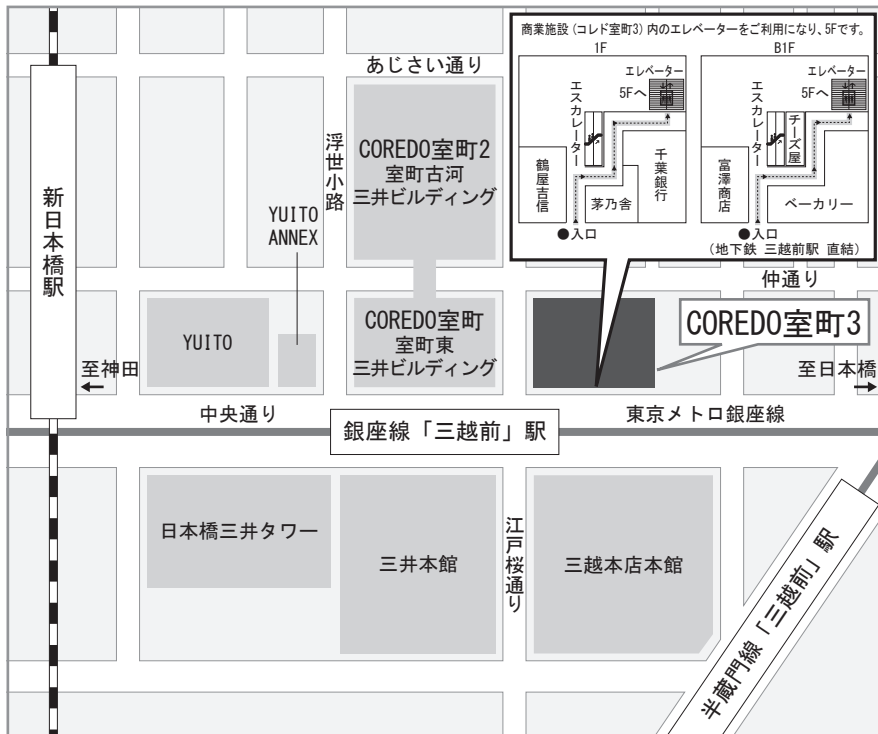 商業施設（コレド室町3）内のエレベーターをご利用になり、5Fです。
1F
B1F
エレベーター
5Fへ
エスカレーター
鶴屋吉信
茅乃舎
千葉銀行
●入口
エレベーター
5Fへ
エスカレーター
チーズ屋
富澤商店
ベーカリー
●入口
（地下鉄 三越前駅 直結）
あじさい通り
新日本橋駅
浮世小路
COREDO室町2
室町古河
三井ビルディング
YUITO
ANNEX
仲通り
YUITO
COREDO室町
室町東
三井ビルディング
COREDO室町3
至神田
至日本橋
中央通り
東京メトロ銀座線
銀座線「三越前」駅
日本橋三井タワー
三井本館
江戸桜通り
三越本店本館
半蔵門線「三越前」駅